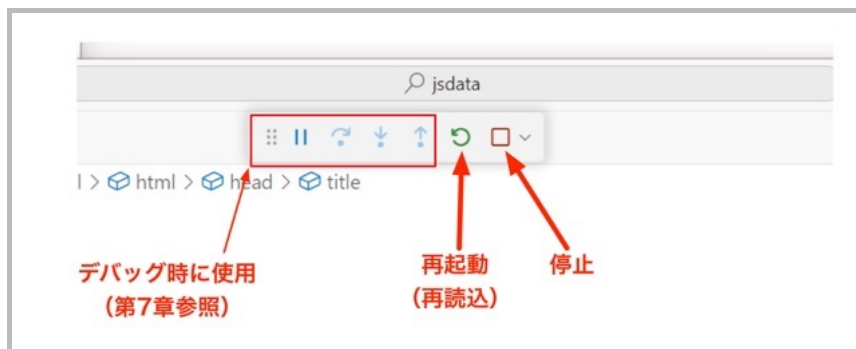 jsdata
l > html > head > title
デバッグ時に使用
(第7章参照)
再起動
(再読込)
停止